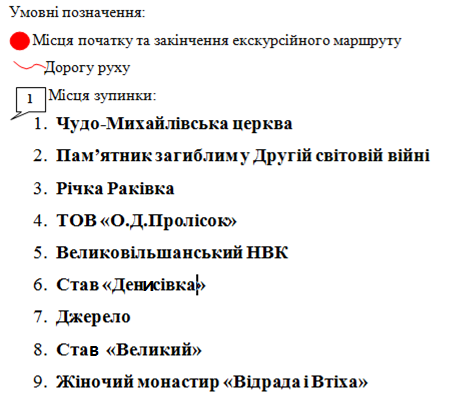 Умовні позначення:
Місця початку та закінчення екскурсійного маршруту
Дорогу руху
1 Місця зупинки:
1. Чудо-Михайлівська церква
2. Пам’ятник загиблим у Другій світовій війні
3. Річка Раківка
4. ТОВ «О.Д.Пролісок»
5. Великовільшанський НВК
6. Став «Денисівка»
7. Джерело
8. Став «Великий»
9. Жіночий монастир «Відрада і Втіха»